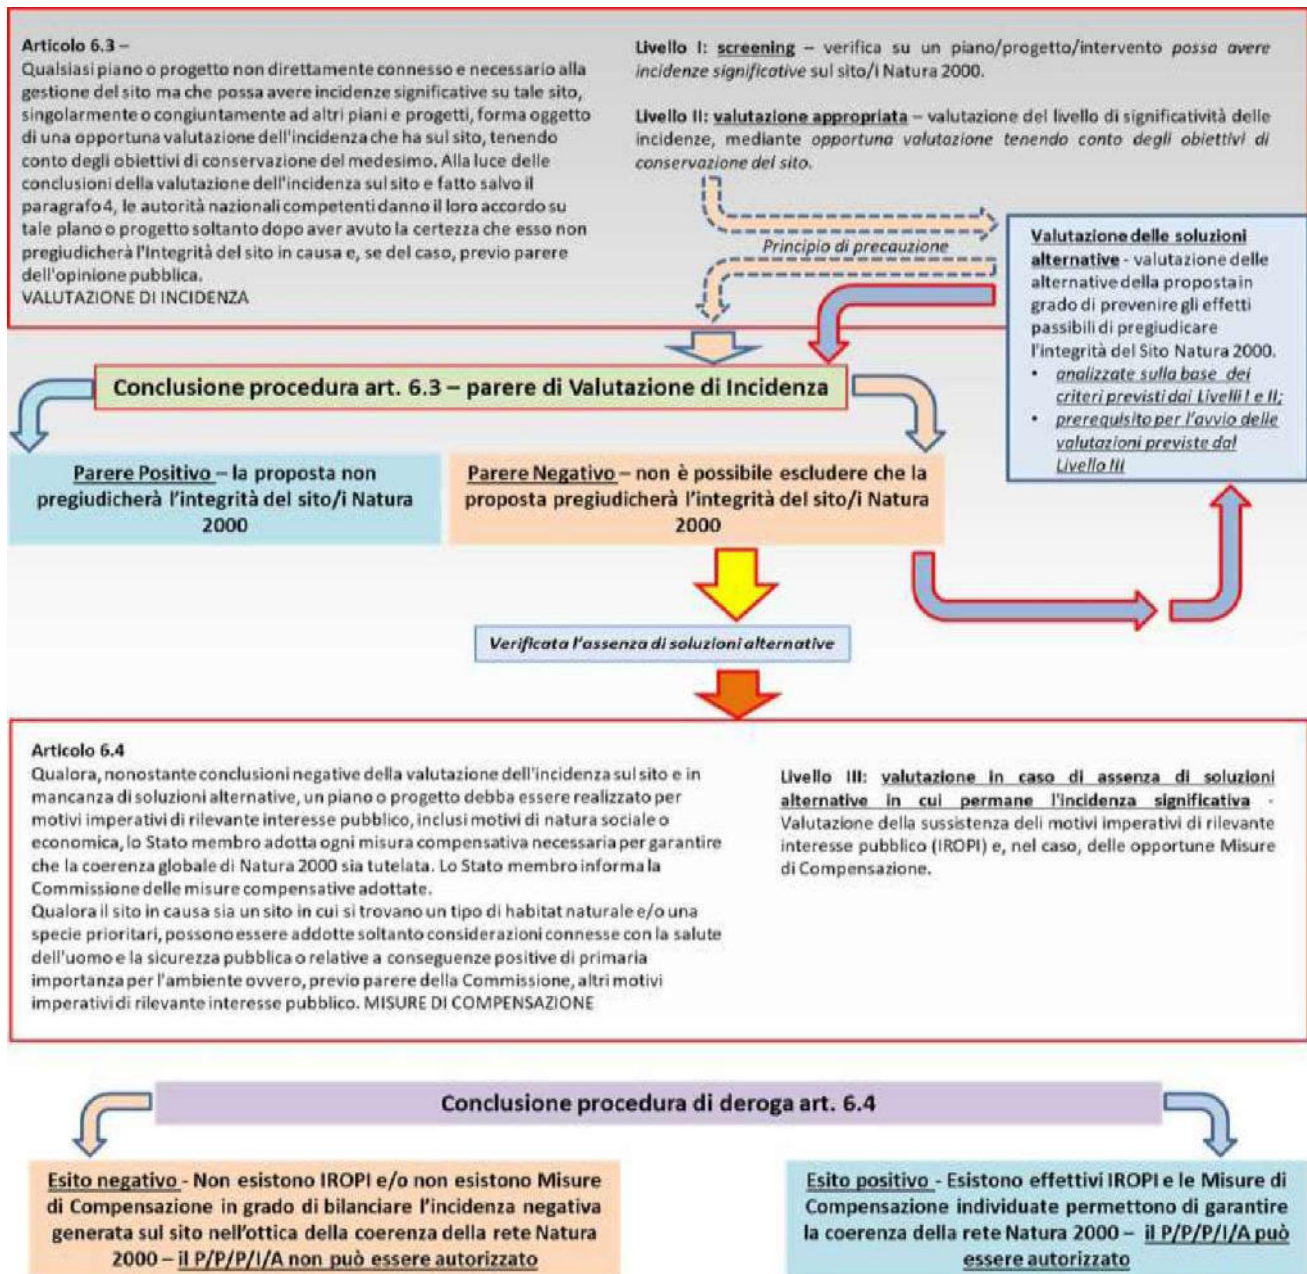 Articolo 6.3 –
Qualsiasi piano o progetto non direttamente connesso e necessario alla
gestione del sito ma che possa avere incidenze significative su tale sito,
singolarmente o congiuntamente ad altri piani e progetti, forma oggetto
di una opportuna valutazione dell'incidenza che ha sul sito, tenendo
conto degli obiettivi di conservazione del medesimo. Alla luce delle
conclusioni della valutazione dell'incidenza sul sito e fatto salvo il
paragrafo 4, le autorità nazionali competenti danno il loro accordo su
tale piano o progetto soltanto dopo aver avuto la certezza che esso non
pregiudicherà l'integrità del sito in causa e, se del caso, previo parere
dell'opinione pubblica.
VALUTAZIONE DI INCIDENZA
Livello I: screening – verifica su un piano/progetto/intervento possa avere
incidenze significative sul sito/i Natura 2000.
Livello II: valutazione appropriata – valutazione del livello di significatività delle
incidenze, mediante opportuna valutazione tenendo conto degli obiettivi di
conservazione del sito.
Principio di precauzione
Valutazione delle soluzioni
alternative - valutazione delle
alternative della proposta in
grado di prevenire gli effetti
passibili di pregiudicare
l'integrità del Sito Natura 2000.
• analizzate sulla base dei
criteri previsti dai Livelli I e II;
• prerequisito per l'avvio delle
valutazioni previste dal
Livello III
Conclusione procedura art. 6.3 – parere di Valutazione di Incidenza
Parere Positivo – la proposta non
pregiudicherà l'integrità del sito/i Natura
2000
Parere Negativo – non è possibile escludere che la
proposta pregiudicherà l'integrità del sito/i Natura
2000
Verificata l'assenza di soluzioni alternative
Articolo 6.4
Qualora, nonostante conclusioni negative della valutazione dell'incidenza sul sito e in
mancanza di soluzioni alternative, un piano o progetto debba essere realizzato per
motivi imperativi di rilevante interesse pubblico, inclusi motivi di natura sociale o
economica, lo Stato membro adotta ogni misura compensativa necessaria per garantire
che la coerenza globale di Natura 2000 sia tutelata. Lo Stato membro informa la
Commissione delle misure compensative adottate.
Qualora il sito in causa sia un sito in cui si trovano un tipo di habitat naturale e/o una
specie prioritari, possono essere addotte soltanto considerazioni connesse con la salute
dell'uomo e la sicurezza pubblica o relative a conseguenze positive di primaria
importanza per l'ambiente ovvero, previo parere della Commissione, altri motivi
imperativi di rilevante interesse pubblico. MISURE DI COMPENSAZIONE
Livello III: valutazione in caso di assenza di soluzioni
alternative in cui permane l'incidenza significativa -
Valutazione della sussistenza deli motivi imperativi di rilevante
interesse pubblico (IROPI) e, nel caso, delle opportune Misure
di Compensazione.
Conclusione procedura di deroga art. 6.4
Esito negativo - Non esistono IROPI e/o non esistono Misure
di Compensazione in grado di bilanciare l'incidenza negativa
generata sul sito nell'ottica della coerenza della rete Natura
2000 – il P/P/P/I/A non può essere autorizzato
Esito positivo - Esistono effettivi IROPI e le Misure di
Compensazione individuate permettono di garantire
la coerenza della rete Natura 2000 – il P/P/P/I/A può
essere autorizzato